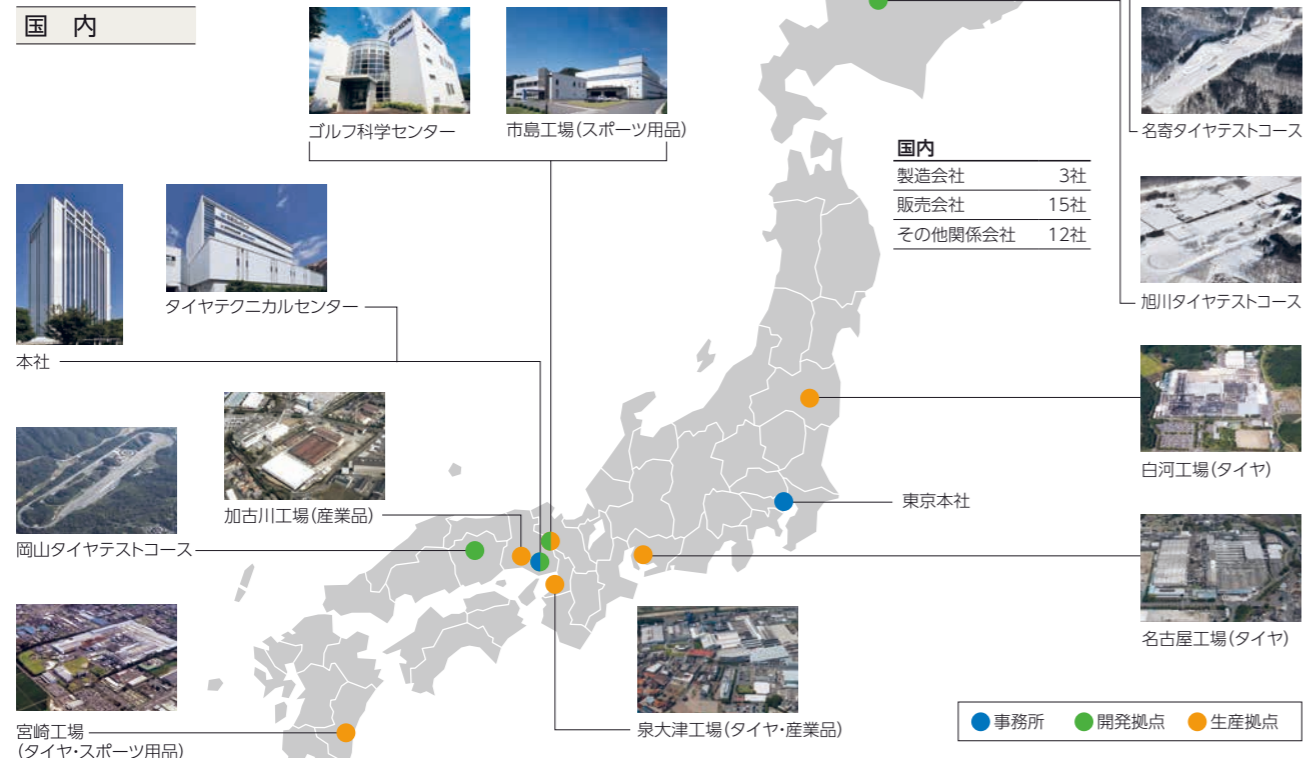 国 内
ゴルフ科学センター
市島工場(スポーツ用品)
名寄タイヤテストコース
国内
製造会社 3社
販売会社 15社
その他関係会社 12社
旭川タイヤテストコース
タイヤテクニカルセンター
本社
白河工場(タイヤ)
加古川工場(産業品)
東京本社
岡山タイヤテストコース
名古屋工場(タイヤ)
宮崎工場
(タイヤ・スポーツ用品)
泉大津工場(タイヤ・産業品)
事務所 開発拠点 生産拠点